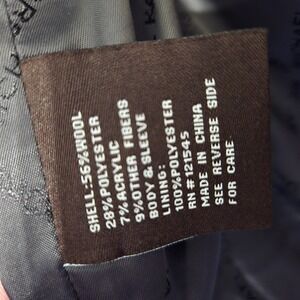 SHELL:56%WOOL
28%POLYESTER
7%ACRYLIC
9%OTHER FIBERS
BODY & SLEEVE
LINING:
100%POLYESTER
RN #121545
MADE IN CHINA
SEE REVERSE SIDE
FOR CARE